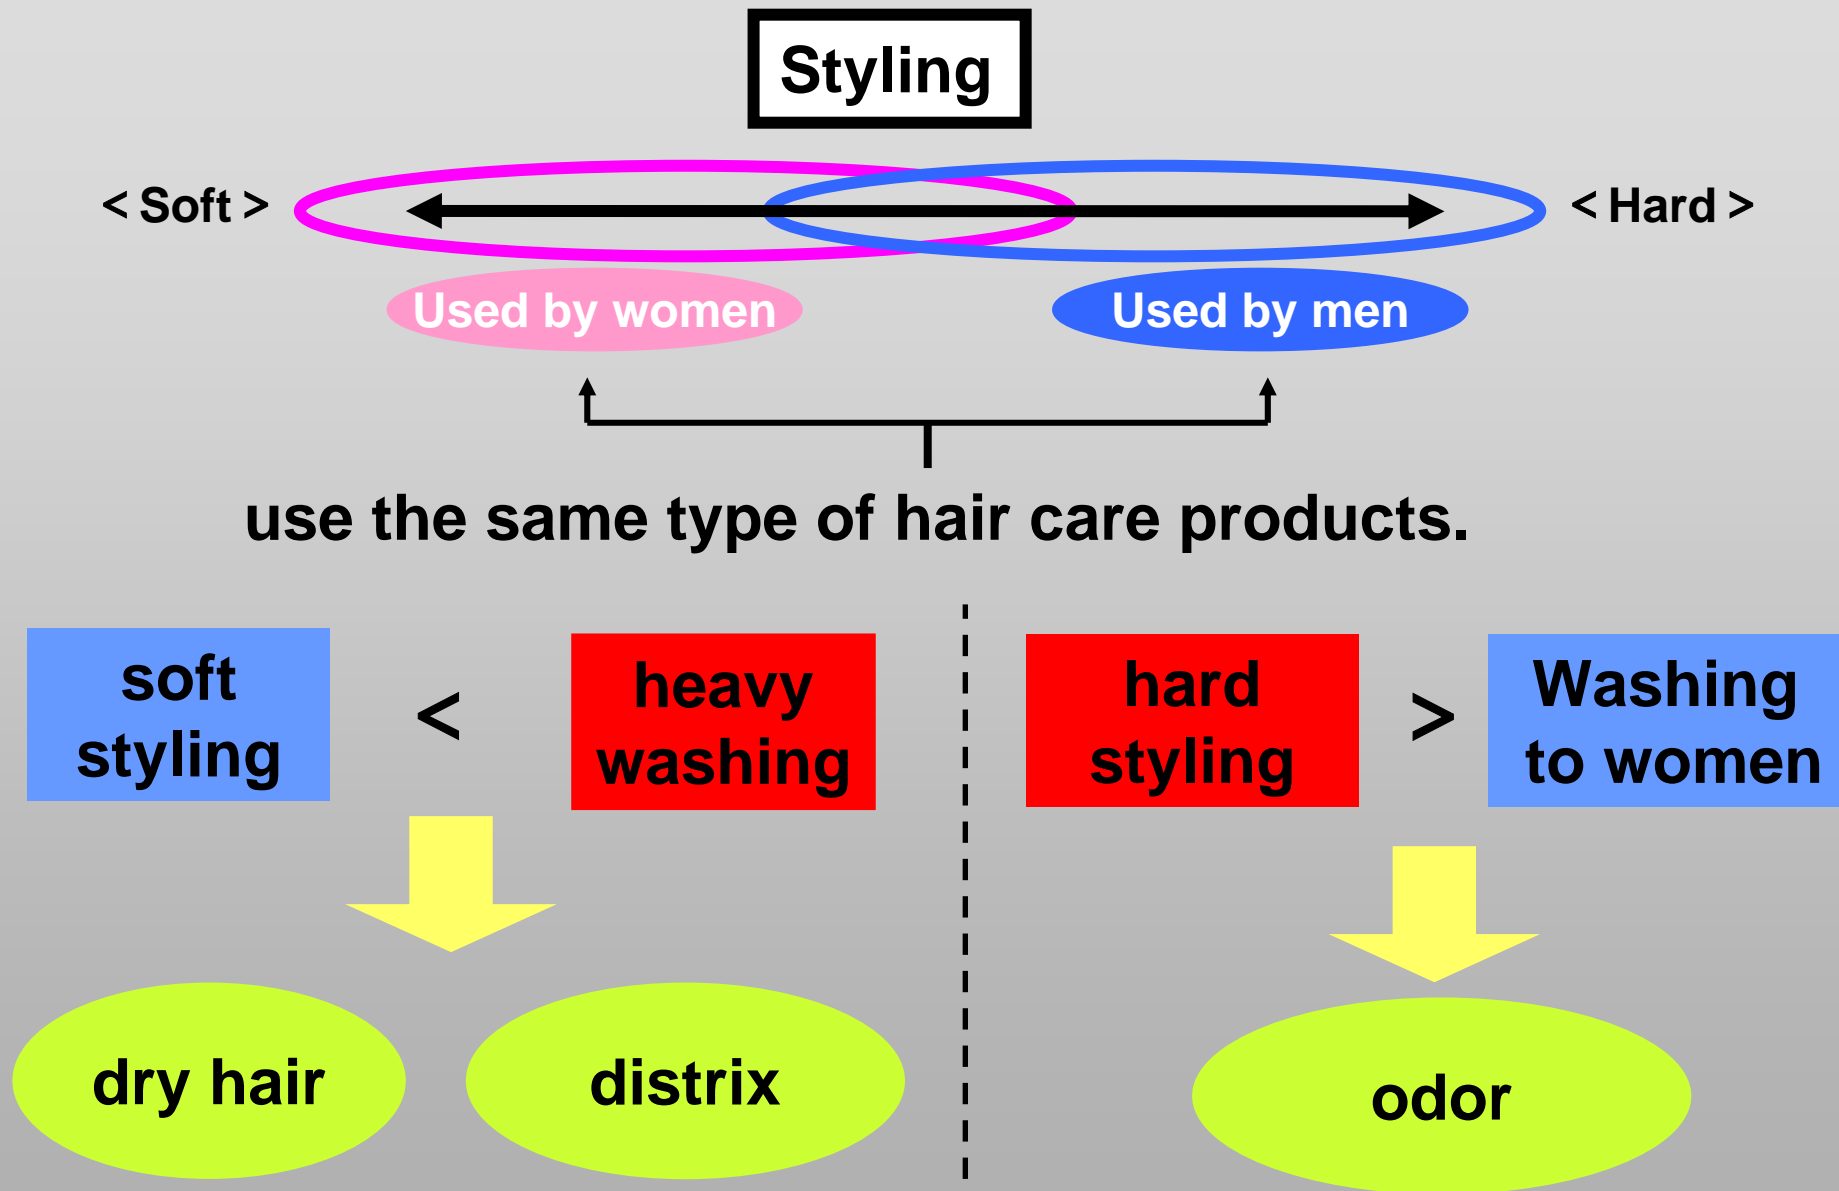 Styling
< Soft >
< Hard >
Used by women
Used by men
use the same type of hair care products.
soft
styling
<
heavy
washing
hard
styling
>
Washing
to women
dry hair
distrix
odor